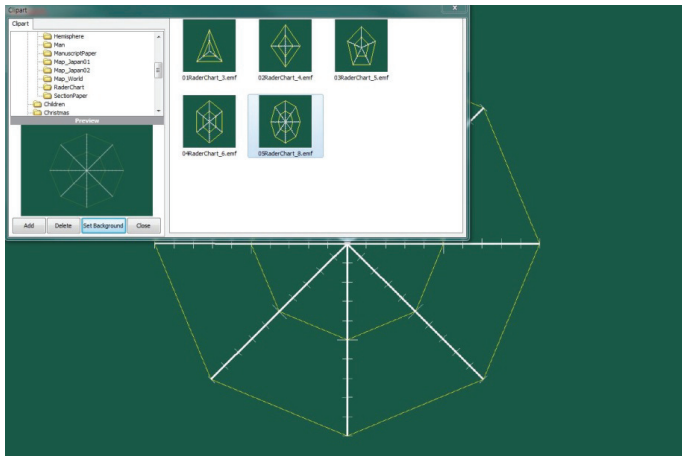 Clipart
Clipart
Hemisphere
Man
ManuscriptPaper
Map_Japan01
Map_Japan02
Map_World
RaderChart
SectionPaper
Children
Christmas
Preview
Add
Delete
Set Background
Close
01RaderChart_3.emf
02RaderChart_4.emf
03RaderChart_5.emf
04RaderChart_6.emf
05RaderChart_8.emf